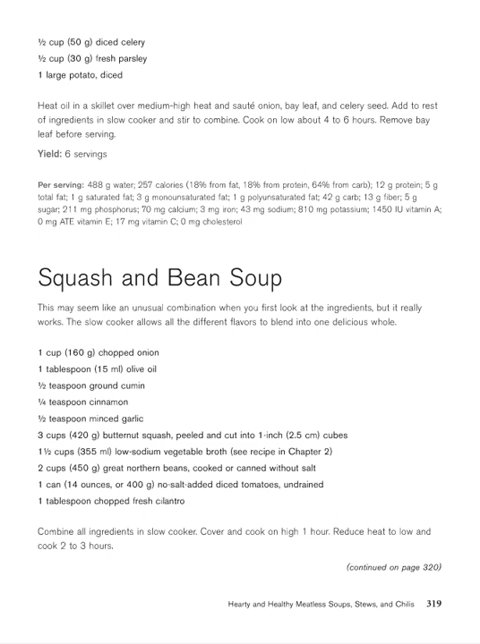 ½ cup (50 g) diced celery
½ cup (30 g) fresh parsley
1 large potato, diced
Heat oil in a skillet over medium-high heat and sauté onion, bay leaf, and celery seed. Add to rest
of ingredients in slow cooker and stir to combine. Cook on low about 4 to 6 hours. Remove bay
leaf before serving.
Yield: 6 servings
Per serving: 488 g water; 257 calories (18% from fat, 18% from protein, 64% from carb); 12 g protein; 5 g
total fat; 1 g saturated fat; 3 g monounsaturated fat; 1 g polyunsaturated fat; 42 g carb; 13 g fiber; 5 g
sugar; 211 mg phosphorus; 70 mg calcium; 3 mg iron; 43 mg sodium; 810 mg potassium; 1450 IU vitamin A;
0 mg ATE vitamin E; 17 mg vitamin C; 0 mg cholesterol
Squash and Bean Soup
This may seem like an unusual combination when you first look at the ingredients, but it really
works. The slow cooker allows all the different flavors to blend into one delicious whole.
1 cup (160 g) chopped onion
1 tablespoon (15 ml) olive oil
½ teaspoon ground cumin
¼ teaspoon cinnamon
½ teaspoon minced garlic
3 cups (420 g) butternut squash, peeled and cut into 1-inch (2.5 cm) cubes
1½ cups (355 ml) low-sodium vegetable broth (see recipe in Chapter 2)
2 cups (450 g) great northern beans, cooked or canned without salt
1 can (14 ounces, or 400 g) no-salt-added diced tomatoes, undrained
1 tablespoon chopped fresh cilantro
Combine all ingredients in slow cooker. Cover and cook on high 1 hour. Reduce heat to low and
cook 2 to 3 hours.
(continued on page 320)
Hearty and Healthy Meatless Soups, Stews, and Chilis 319